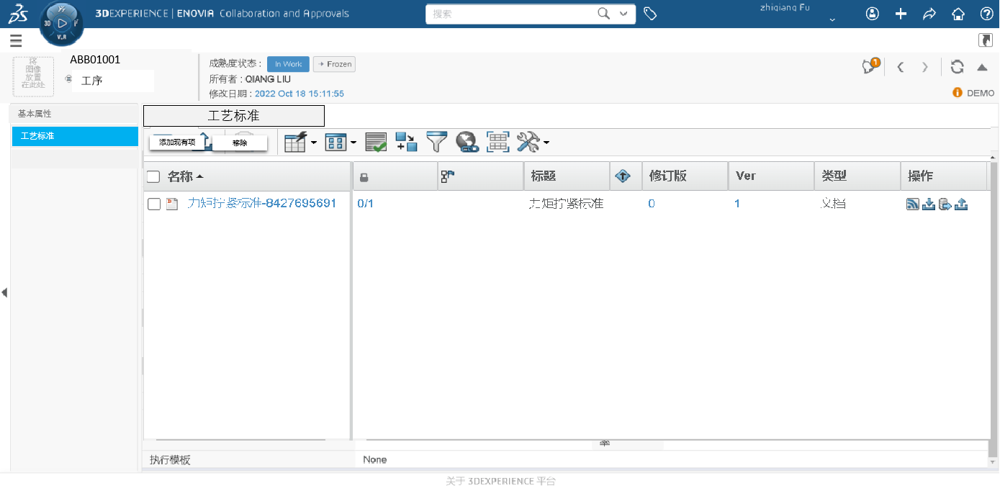 3DEXPERIENCE | ENOVIA Collaboration and Approvals
搜索
zhiqiang Fu
3D
V.R
将
图像
放置
在此处
ABB01001
工序
成熟度状态：
In Work
Frozen
所有者：QIANG LIU
修改日期：2022 Oct 18 15:11:55
1
DEMO
基本属性
工艺标准
工艺标准
添加现有项
移除
名称
标题
修订版
Ver
类型
操作
力矩拧紧标准-8427695691
0/1
力矩拧紧标准
0
1
文档
执行模板
None
关于 3DEXPERIENCE 平台